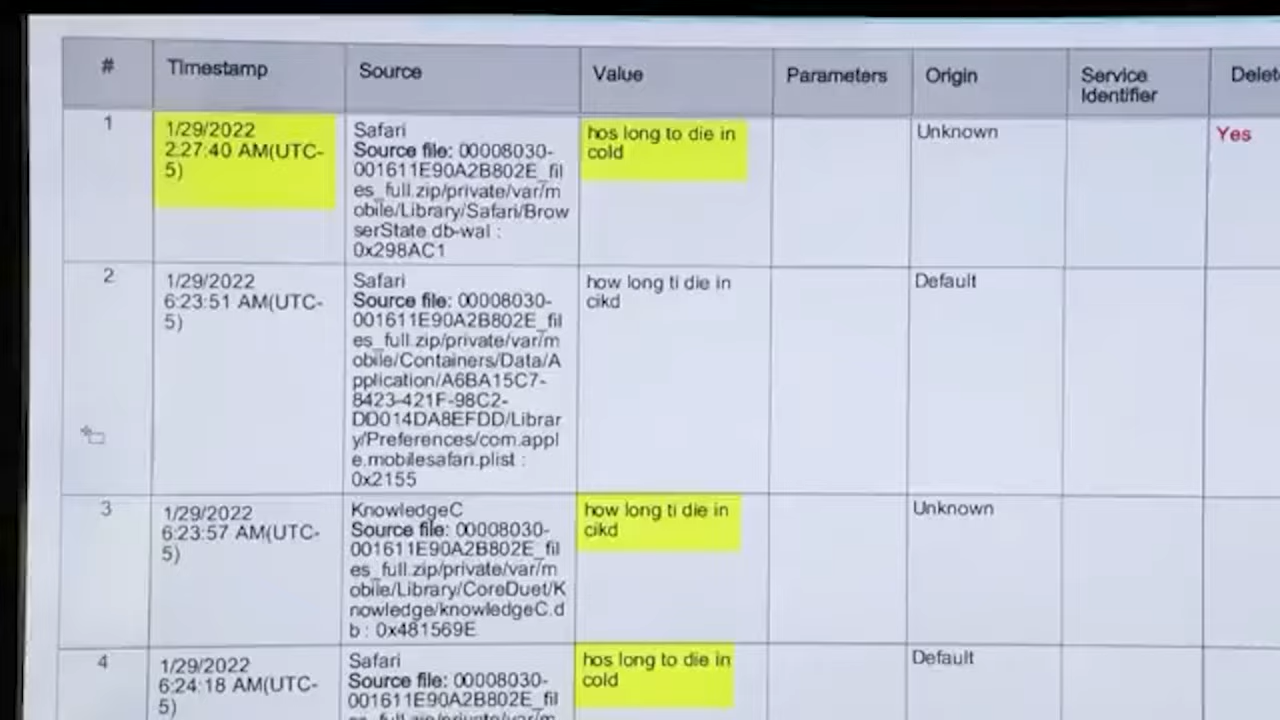 #
Timestamp
Source
Value
Parameters
Origin
Service
Identifier
1
1/29/2022
2:27:40 AM(UTC-
5)
Safari
Source file: 00008030-
001611E90A2B802E_fil
es_full.zip/private/var/m
obile/Library/Safari/Brow
serState.db-wal :
0x298AC1
hos long to die in
cold
Unknown
Yes
2
1/29/2022
6:23:51 AM(UTC-
5)
Safari
Source file: 00008030-
001611E90A2B802E_fil
es_full.zip/private/var/m
obile/Containers/Data/A
pplication/A6BA15C7-
8423-421F-98C2-
DD014DA8EFDD/Librar
y/Preferences/com.appl
e.mobilesafari.plist :
0x2155
how long ti die in
cikd
Default
3
1/29/2022
6:23:57 AM(UTC-
5)
KnowledgeC
Source file: 00008030-
001611E90A2B802E_fil
es_full.zip/private/var/m
obile/Library/CoreDuet/K
nowledge/knowledgeC.d
b : 0x481569E
how long ti die in
cikd
Unknown
4
1/29/2022
6:24:18 AM(UTC-
5)
Safari
Source file: 00008030-
001611E90A2B802E_fil
hos long to die in
cold
Default